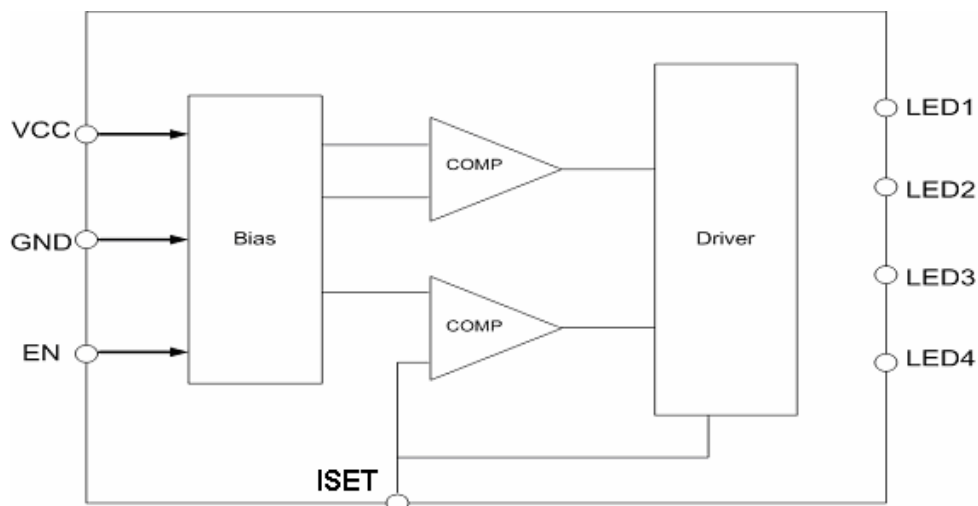 VCC
GND
EN
Bias
COMP
COMP
ISET
Driver
LED1
LED2
LED3
LED4